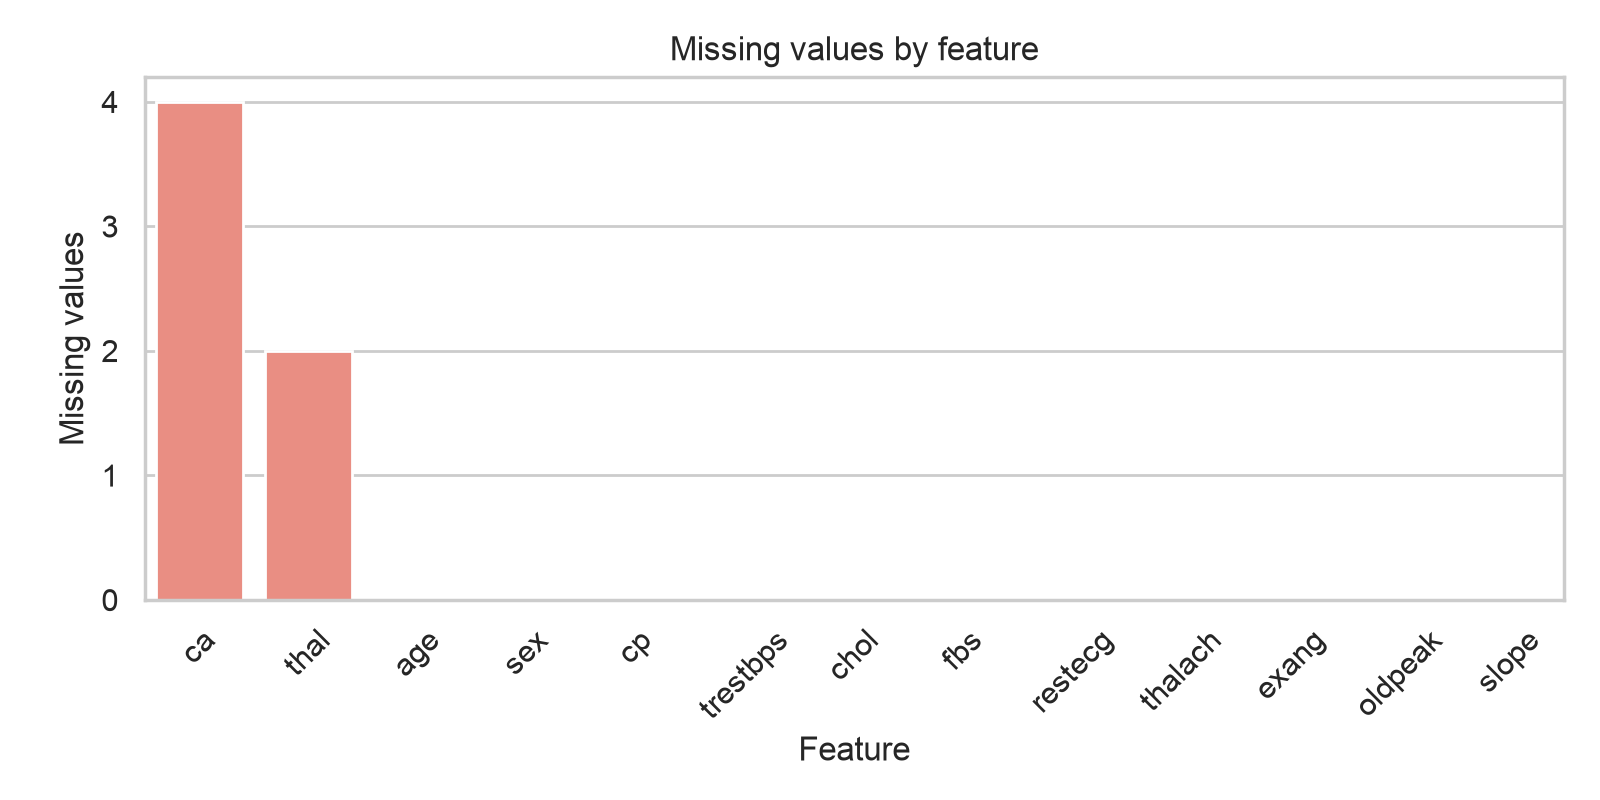 Missing values by feature
Missing values
4
3
2
1
0
ca
thal
age
sex
cp
trestbps
chol
fbs
restecg
thalach
exang
oldpeak
slope
Feature